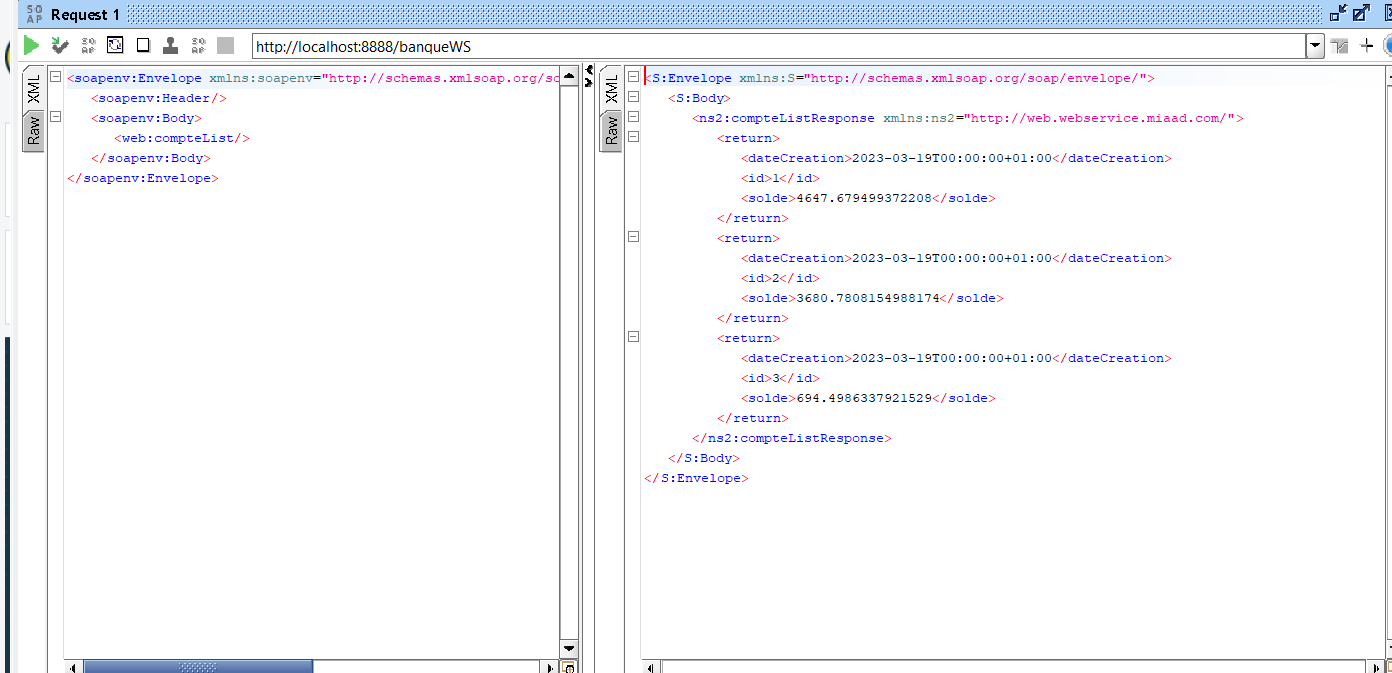 SO
AP Request 1
http://localhost:8888/banqueWS
XML
Raw
<soapenv:Envelope xmlns:soapenv="http://schemas.xmlsoap.org/so
<soapenv:Header/>
<soapenv:Body>
<web:compteList/>
</soapenv:Body>
</soapenv:Envelope>
XML
Raw
<S:Envelope xmlns:S="http://schemas.xmlsoap.org/soap/envelope/">
<S:Body>
<ns2:compteListResponse xmlns:ns2="http://web.webservice.miaad.com/">
<return>
<dateCreation>2023-03-19T00:00:00+01:00</dateCreation>
<id>1</id>
<solde>4647.679499372208</solde>
</return>
<return>
<dateCreation>2023-03-19T00:00:00+01:00</dateCreation>
<id>2</id>
<solde>3680.7808154988174</solde>
</return>
<return>
<dateCreation>2023-03-19T00:00:00+01:00</dateCreation>
<id>3</id>
<solde>694.4986337921529</solde>
</return>
</ns2:compteListResponse>
</S:Body>
</S:Envelope>